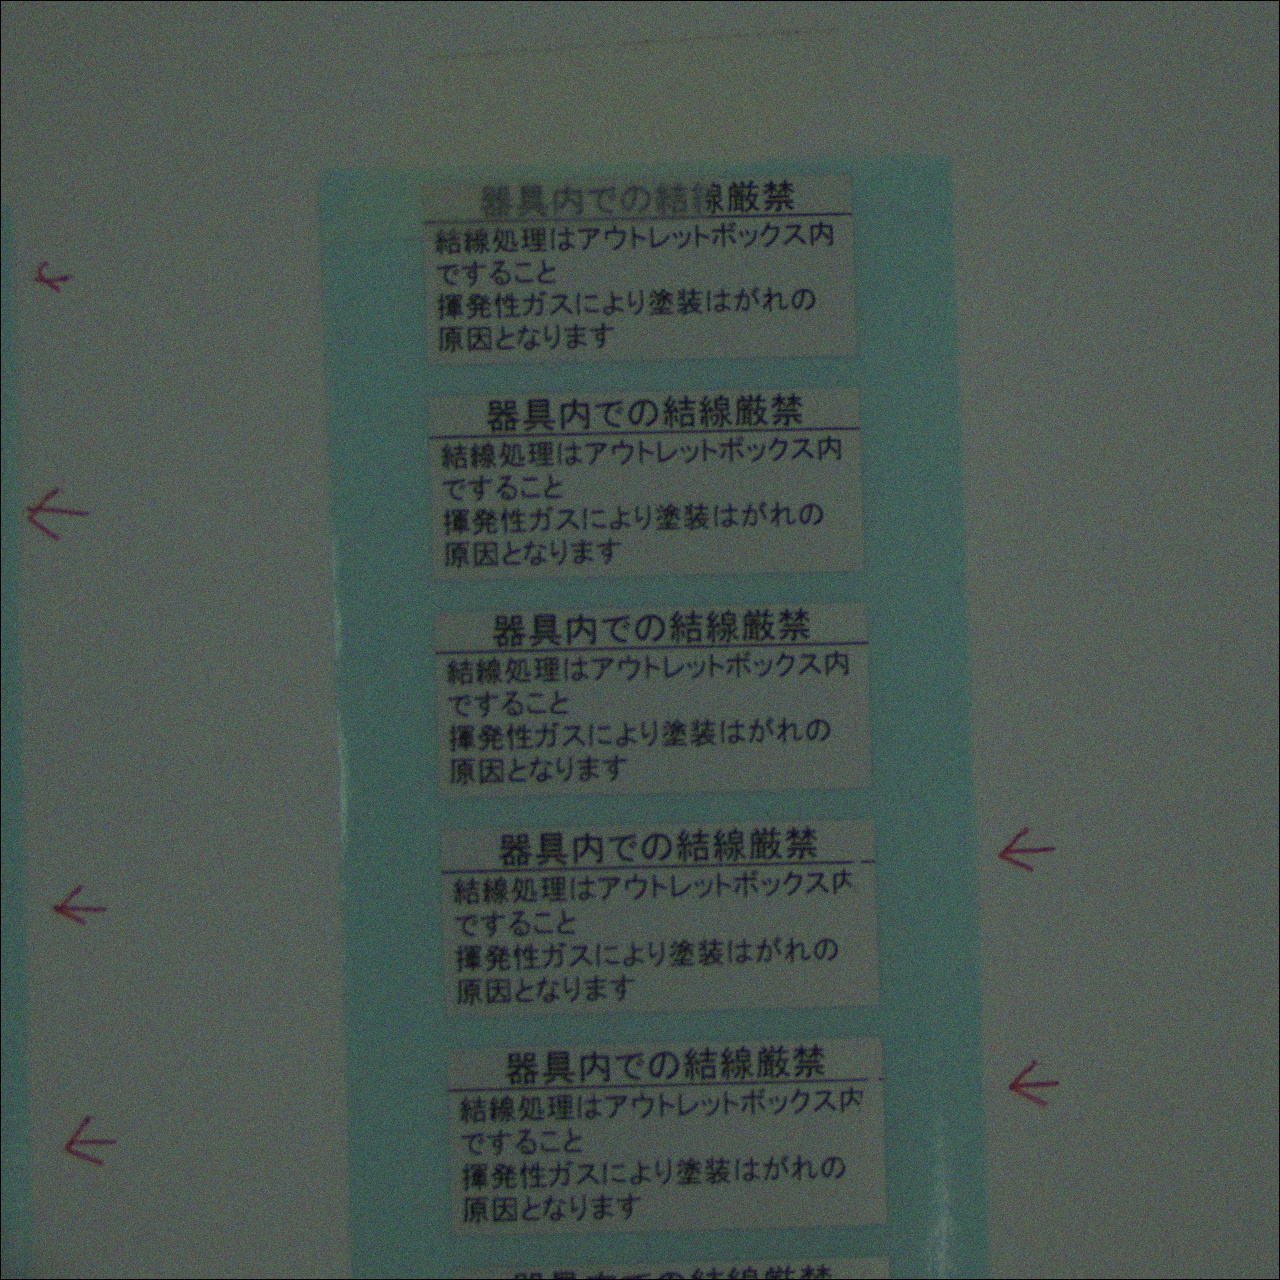 器具内での結線厳禁
結線処理はアウトレットボックス内
ですること
揮発性ガスにより塗装はがれの
原因となります
器具内での結線厳禁
結線処理はアウトレットボックス内
ですること
揮発性ガスにより塗装はがれの
原因となります
器具内での結線厳禁
結線処理はアウトレットボックス内
ですること
揮発性ガスにより塗装はがれの
原因となります
器具内での結線厳禁
結線処理はアウトレットボックス内
ですること
揮発性ガスにより塗装はがれの
原因となります
器具内での結線厳禁
結線処理はアウトレットボックス内
ですること
揮発性ガスにより塗装はがれの
原因となります
器具内での結線厳禁